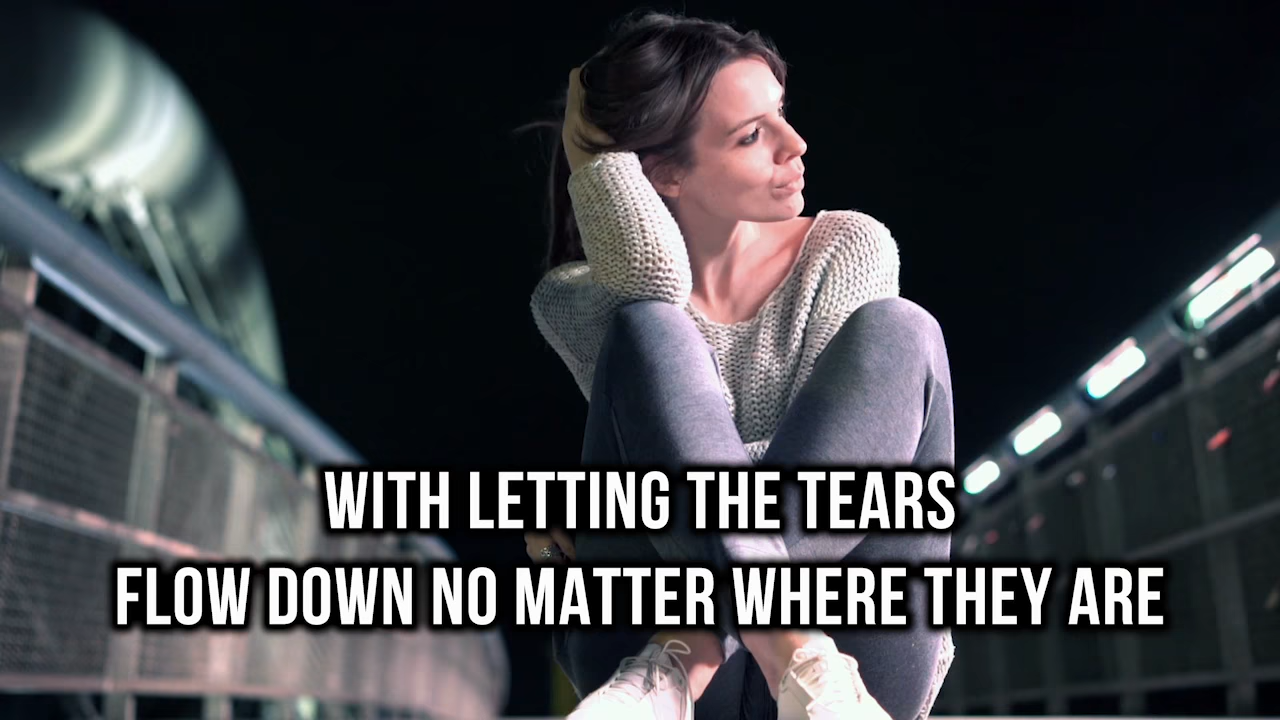 WITH LETTING THE TEARS
FLOW DOWN NO MATTER WHERE THEY ARE